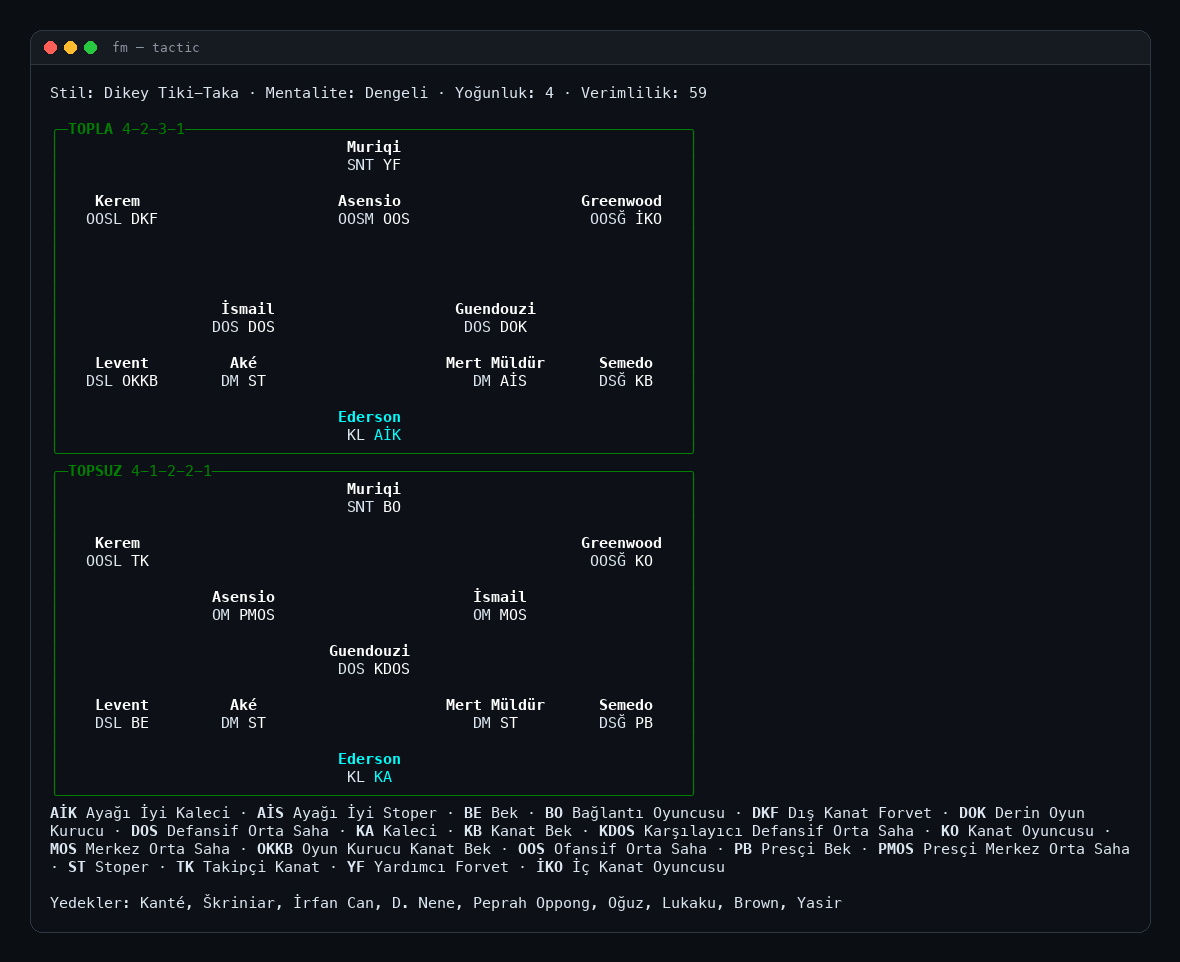 fm — tactic
Stil: Dikey Tiki-Taka · Mentalite: Dengeli · Yoğunluk: 4 · Verimlilik: 59
TOPLA 4-2-3-1
Muriqi
SNT YF
Kerem Asensio Greenwood
OOSL DKF OOSM OOS OOSĞ İKO
İsmail Guendouzi
DOS DOS DOS DOK
Levent Aké Mert Müldür Semedo
DSL OKKB DM ST DM AİS DSĞ KB
Ederson
KL AİK
TOPSUZ 4-1-2-2-1
Muriqi
SNT BO
Kerem Greenwood
OOSL TK OOSĞ KO
Asensio İsmail
OM PMOS OM MOS
Guendouzi
DOS KDOS
Levent Aké Mert Müldür Semedo
DSL BE DM ST DM ST DSĞ PB
Ederson
KL KA
AİK Ayağı İyi Kaleci · AİS Ayağı İyi Stoper · BE Bek · BO Bağlantı Oyuncusu · DKF Dış Kanat Forvet · DOK Derin Oyun
Kurucu · DOS Defansif Orta Saha · KA Kaleci · KB Kanat Bek · KDOS Karşılayıcı Defansif Orta Saha · KO Kanat Oyuncusu ·
MOS Merkez Orta Saha · OKKB Oyun Kurucu Kanat Bek · OOS Ofansif Orta Saha · PB Presçi Bek · PMOS Presçi Merkez Orta Saha
· ST Stoper · TK Takipçi Kanat · YF Yardımcı Forvet · İKO İç Kanat Oyuncusu
Yedekler: Kanté, Škriniar, İrfan Can, D. Nene, Peprah Oppong, Oğuz, Lukaku, Brown, Yasir